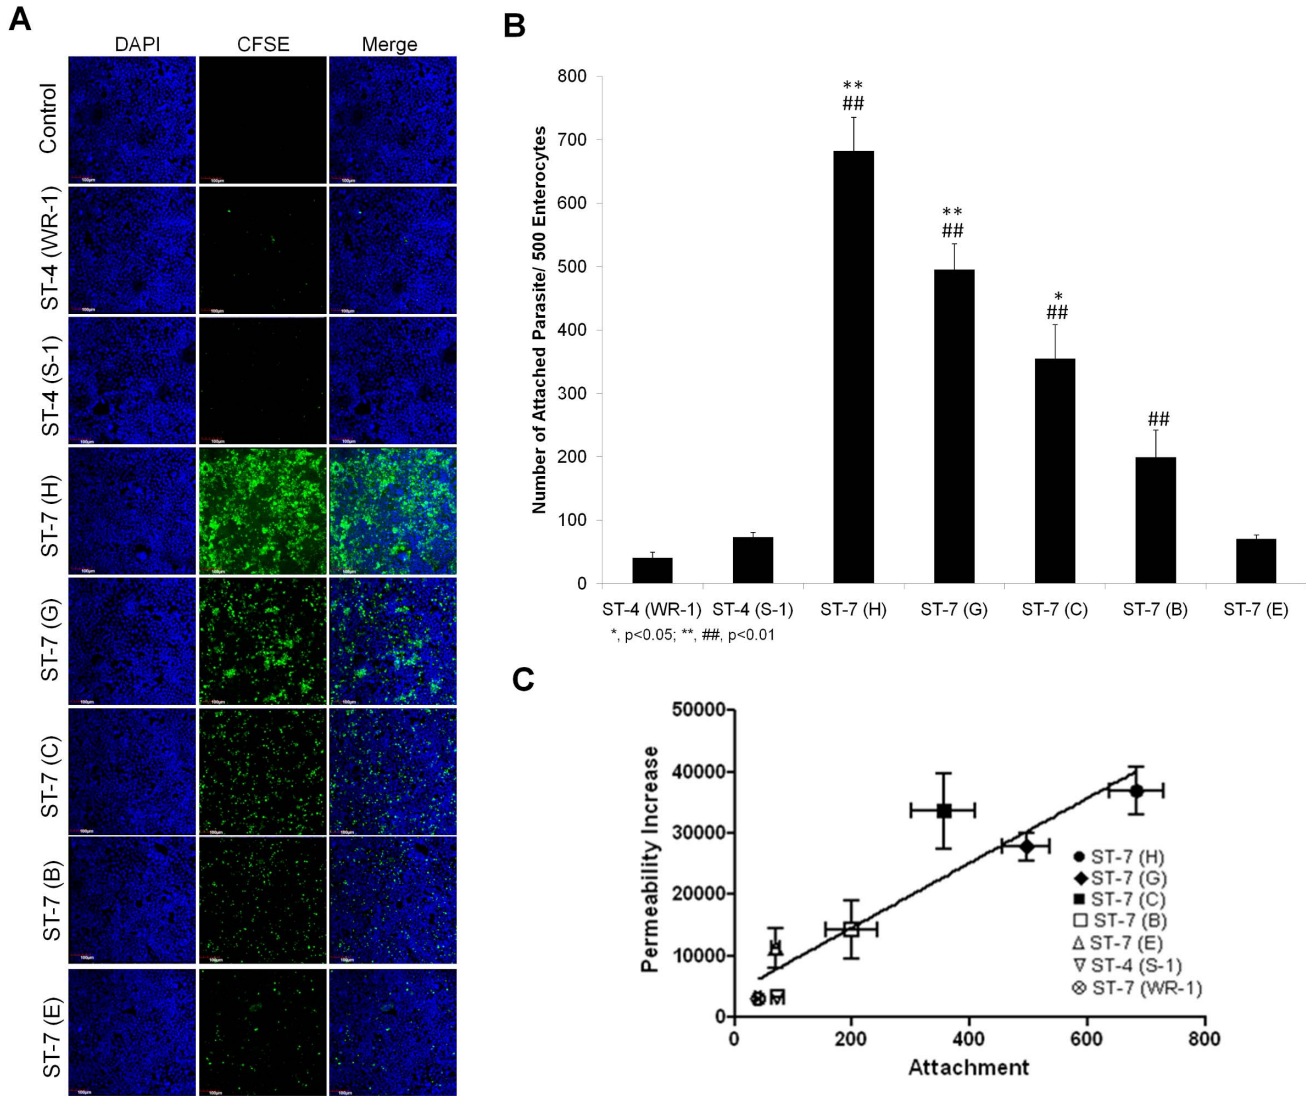 A
DAPI CFSE Merge
Control
ST-4 (WR-1)
ST-4 (S-1)
ST-7 (H)
ST-7 (G)
ST-7 (C)
ST-7 (B)
ST-7 (E)
100µm
B
Number of Attached Parasite/ 500 Enterocytes
800
700
600
500
400
300
200
100
0
**
##
**
##
*
##
##
ST-4 (WR-1) ST-4 (S-1) ST-7 (H) ST-7 (G) ST-7 (C) ST-7 (B) ST-7 (E)
*, p<0.05; **, ##, p<0.01
C
Permeability Increase
50000
40000
30000
20000
10000
0
0 200 400 600 800
Attachment
ST-7 (H)
ST-7 (G)
ST-7 (C)
ST-7 (B)
ST-7 (E)
ST-4 (S-1)
ST-7 (WR-1)